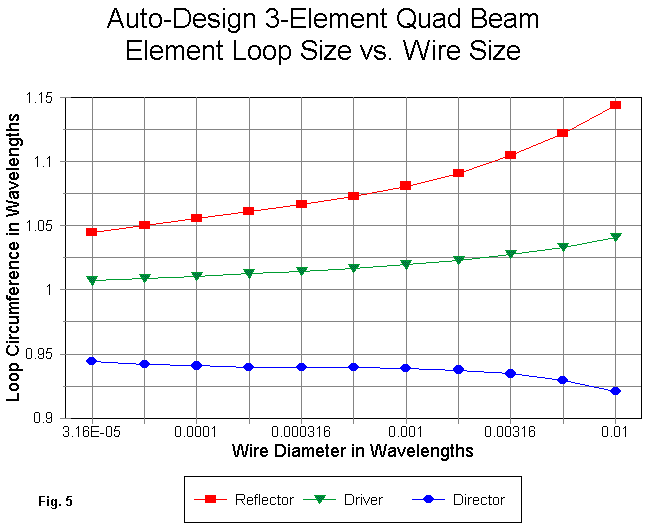 Auto-Design 3-Element Quad Beam
Element Loop Size vs. Wire Size
Loop Circumference in Wavelengths
1.15
1.1
1.05
1
0.95
0.9
3.16E-05 0.0001 0.000316 0.001 0.00316 0.01
Wire Diameter in Wavelengths
Fig. 5
Reflector Driver Director